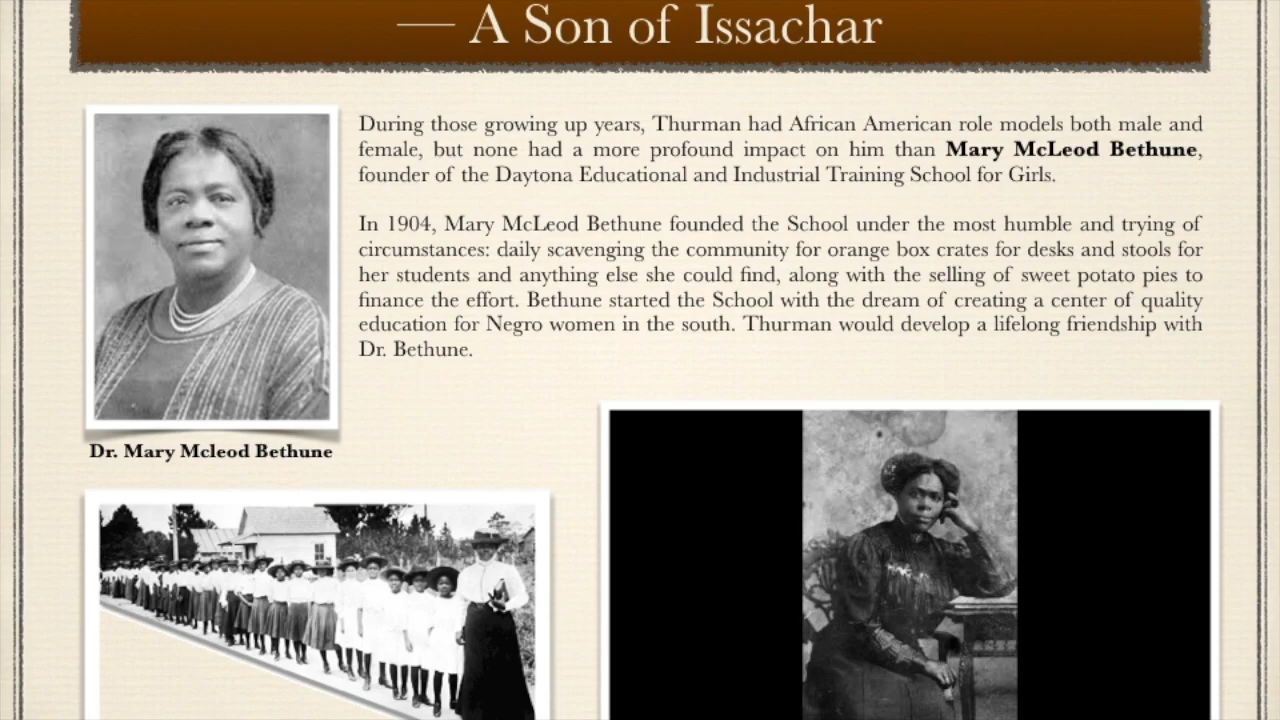 — A Son of Issachar
During those growing up years, Thurman had African American role models both male and
female, but none had a more profound impact on him than Mary McLeod Bethune,
founder of the Daytona Educational and Industrial Training School for Girls.
In 1904, Mary McLeod Bethune founded the School under the most humble and trying of
circumstances: daily scavenging the community for orange box crates for desks and stools for
her students and anything else she could find, along with the selling of sweet potato pies to
finance the effort. Bethune started the School with the dream of creating a center of quality
education for Negro women in the south. Thurman would develop a lifelong friendship with
Dr. Bethune.
Dr. Mary Mcleod Bethune